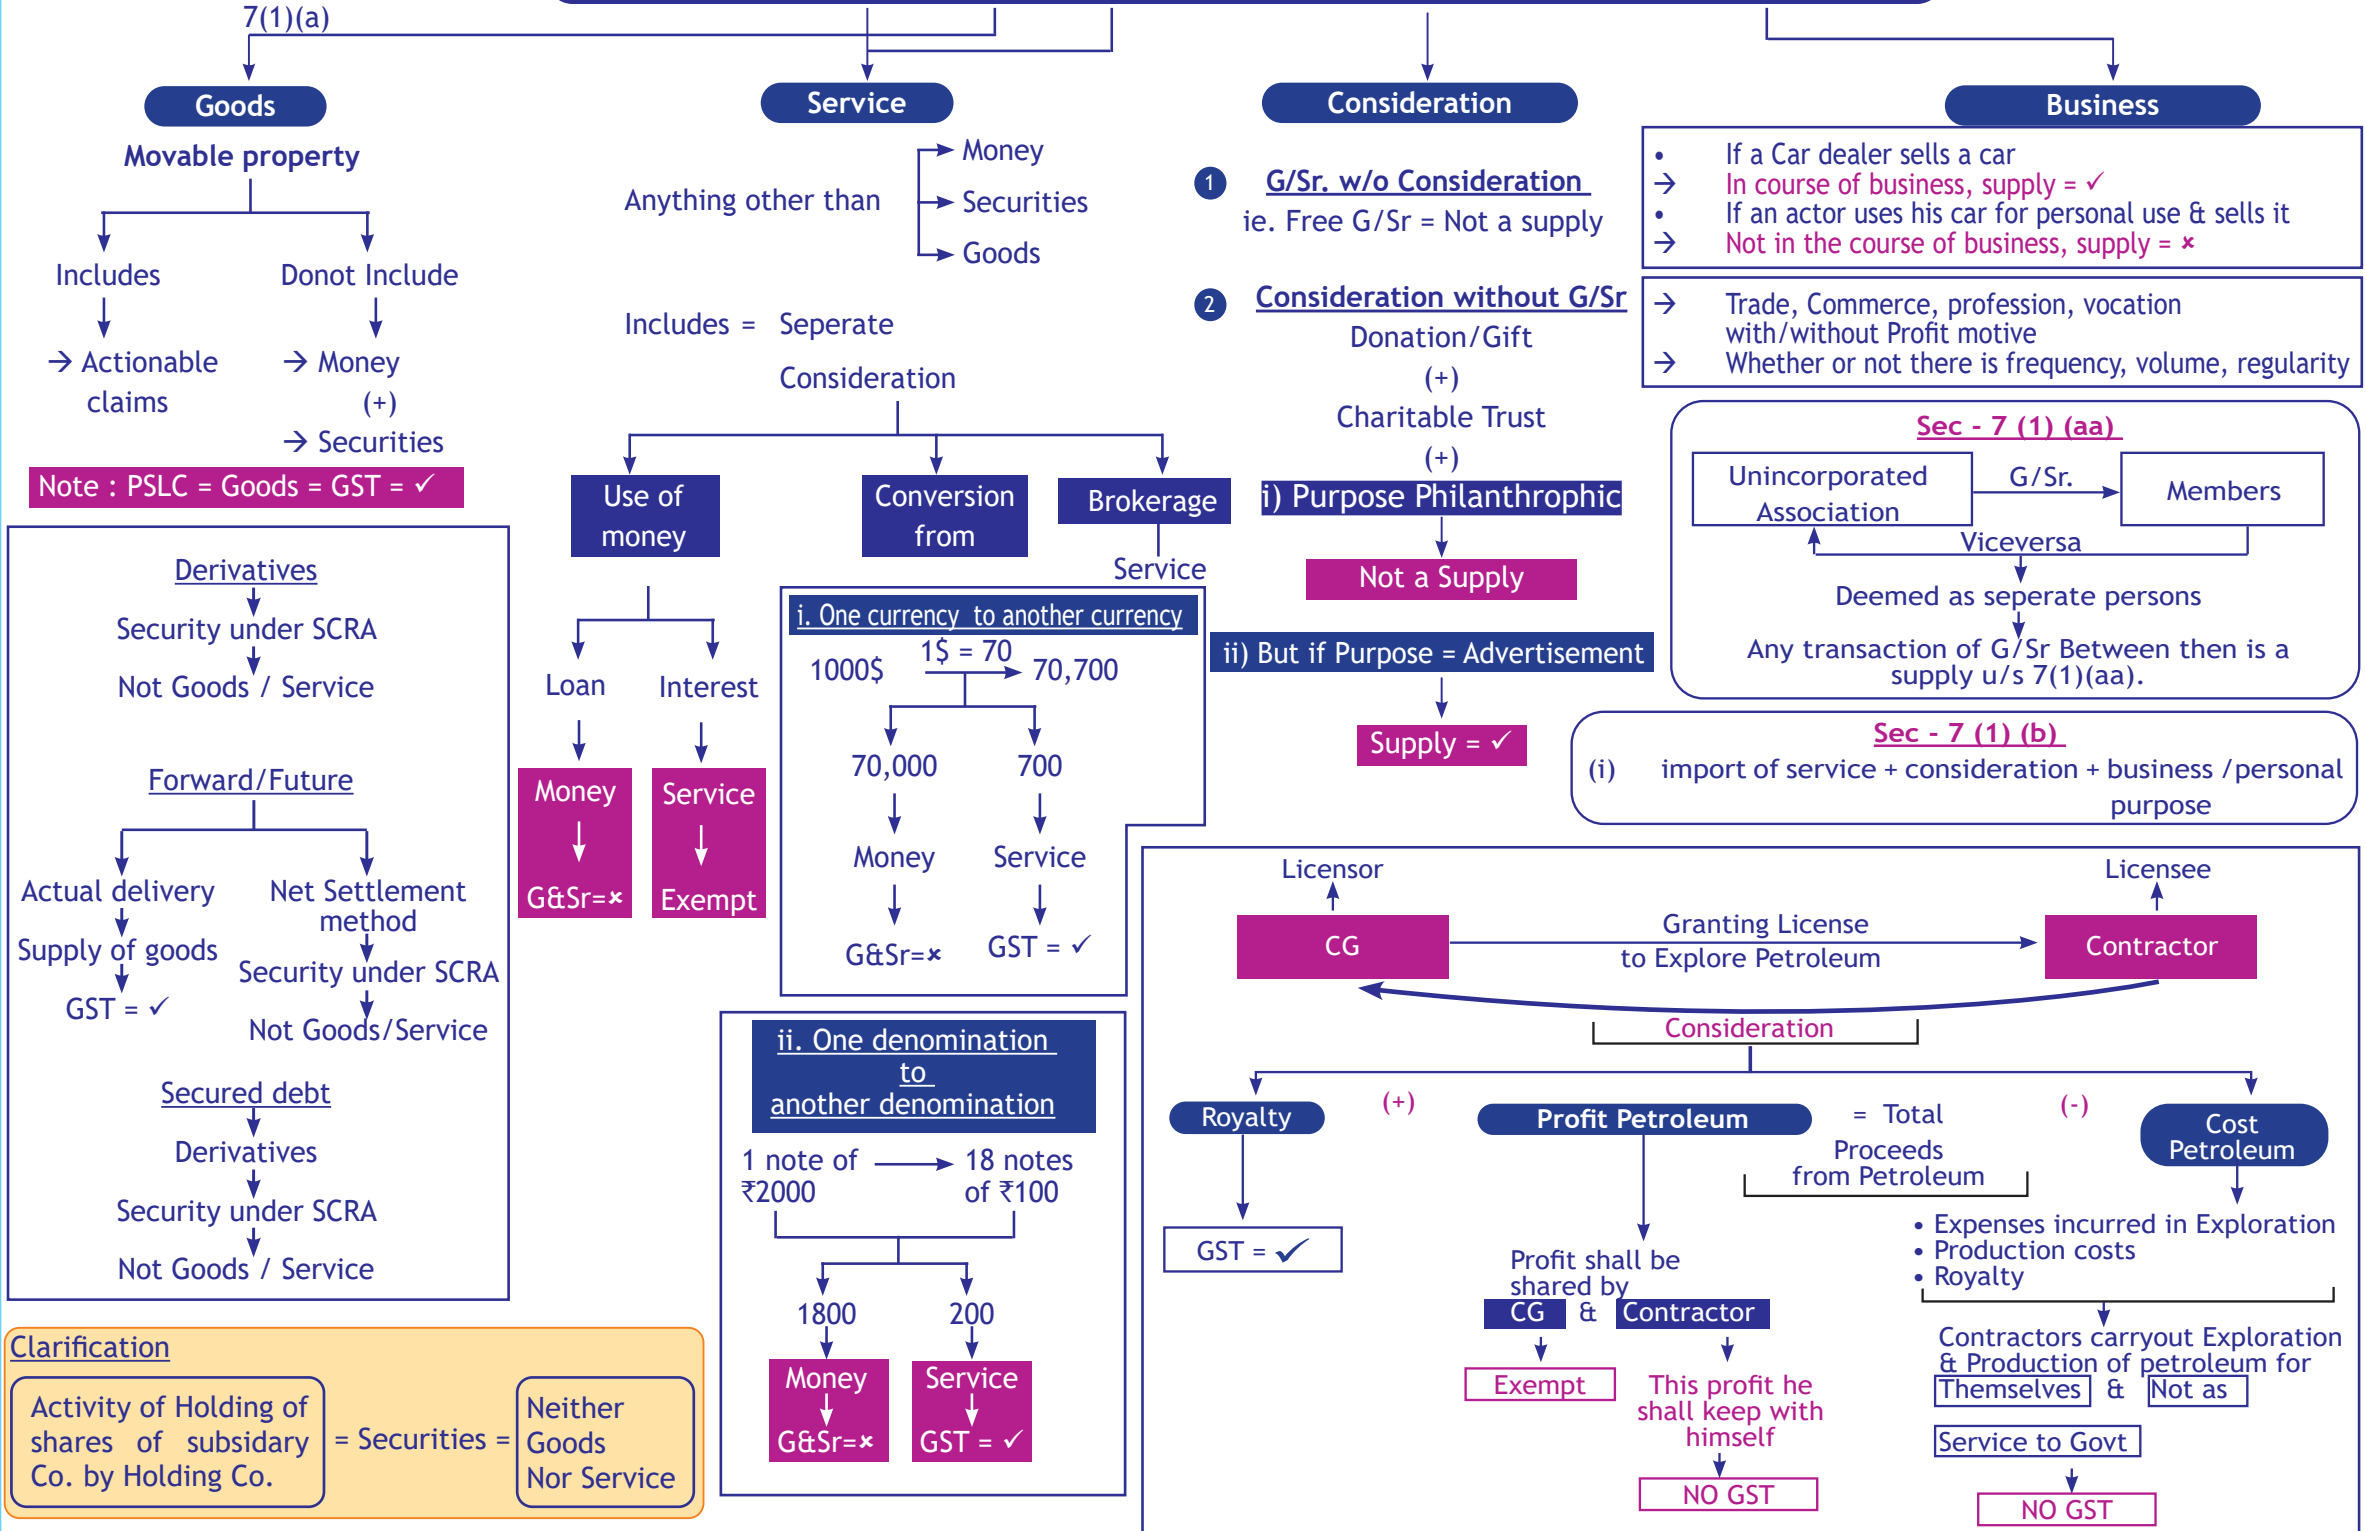 7(1)(a)
Goods
Movable property
Includes
Donot Include
→ Actionable
claims
→ Money
(+)
→ Securities
Note : PSLC = Goods = GST = ✓
Derivatives
Security under SCRA
Not Goods / Service
Forward/Future
Actual delivery
Supply of goods
GST = ✓
Net Settlement
method
Security under SCRA
Not Goods/Service
Secured debt
Derivatives
Security under SCRA
Not Goods / Service
Clarification
Activity of Holding of
shares of subsidary
Co. by Holding Co.
= Securities =
Neither
Goods
Nor Service
Service
Anything other than
Money
Securities
Goods
Includes = Seperate
Consideration
Use of
money
Conversion
from
Brokerage
Service
Loan
Interest
Money
G&Sr=×
Service
Exempt
i. One currency to another currency
1000$
1$ = 70
70,700
70,000
700
Money
Service
G&Sr=×
GST = ✓
ii. One denomination
to
another denomination
1 note of
₹2000
18 notes
of ₹100
1800
200
Money
G&Sr=×
Service
GST = ✓
Consideration
1 G/Sr. w/o Consideration
ie. Free G/Sr = Not a supply
2 Consideration without G/Sr
Donation/Gift
(+)
Charitable Trust
(+)
i) Purpose Philanthrophic
Not a Supply
ii) But if Purpose = Advertisement
Supply = ✓
Business
• If a Car dealer sells a car
→ In course of business, supply = ✓
• If an actor uses his car for personal use & sells it
→ Not in the course of business, supply = ×
→ Trade, Commerce, profession, vocation
with/without Profit motive
→ Whether or not there is frequency, volume, regularity
Sec - 7 (1) (aa)
Unincorporated
Association
G/Sr.
Members
Viceversa
Deemed as seperate persons
Any transaction of G/Sr Between then is a
supply u/s 7(1)(aa).
Sec - 7 (1) (b)
(i) import of service + consideration + business /personal
purpose
Licensor
Licensee
CG
Granting License
to Explore Petroleum
Contractor
Consideration
Royalty
(+)
Profit Petroleum
= Total
Proceeds
from Petroleum
(-)
Cost
Petroleum
GST = ✓
Profit shall be
shared by
CG & Contractor
Exempt
This profit he
shall keep with
himself
NO GST
• Expenses incurred in Exploration
• Production costs
• Royalty
Contractors carryout Exploration
& Production of petroleum for
Themselves & Not as
Service to Govt
NO GST